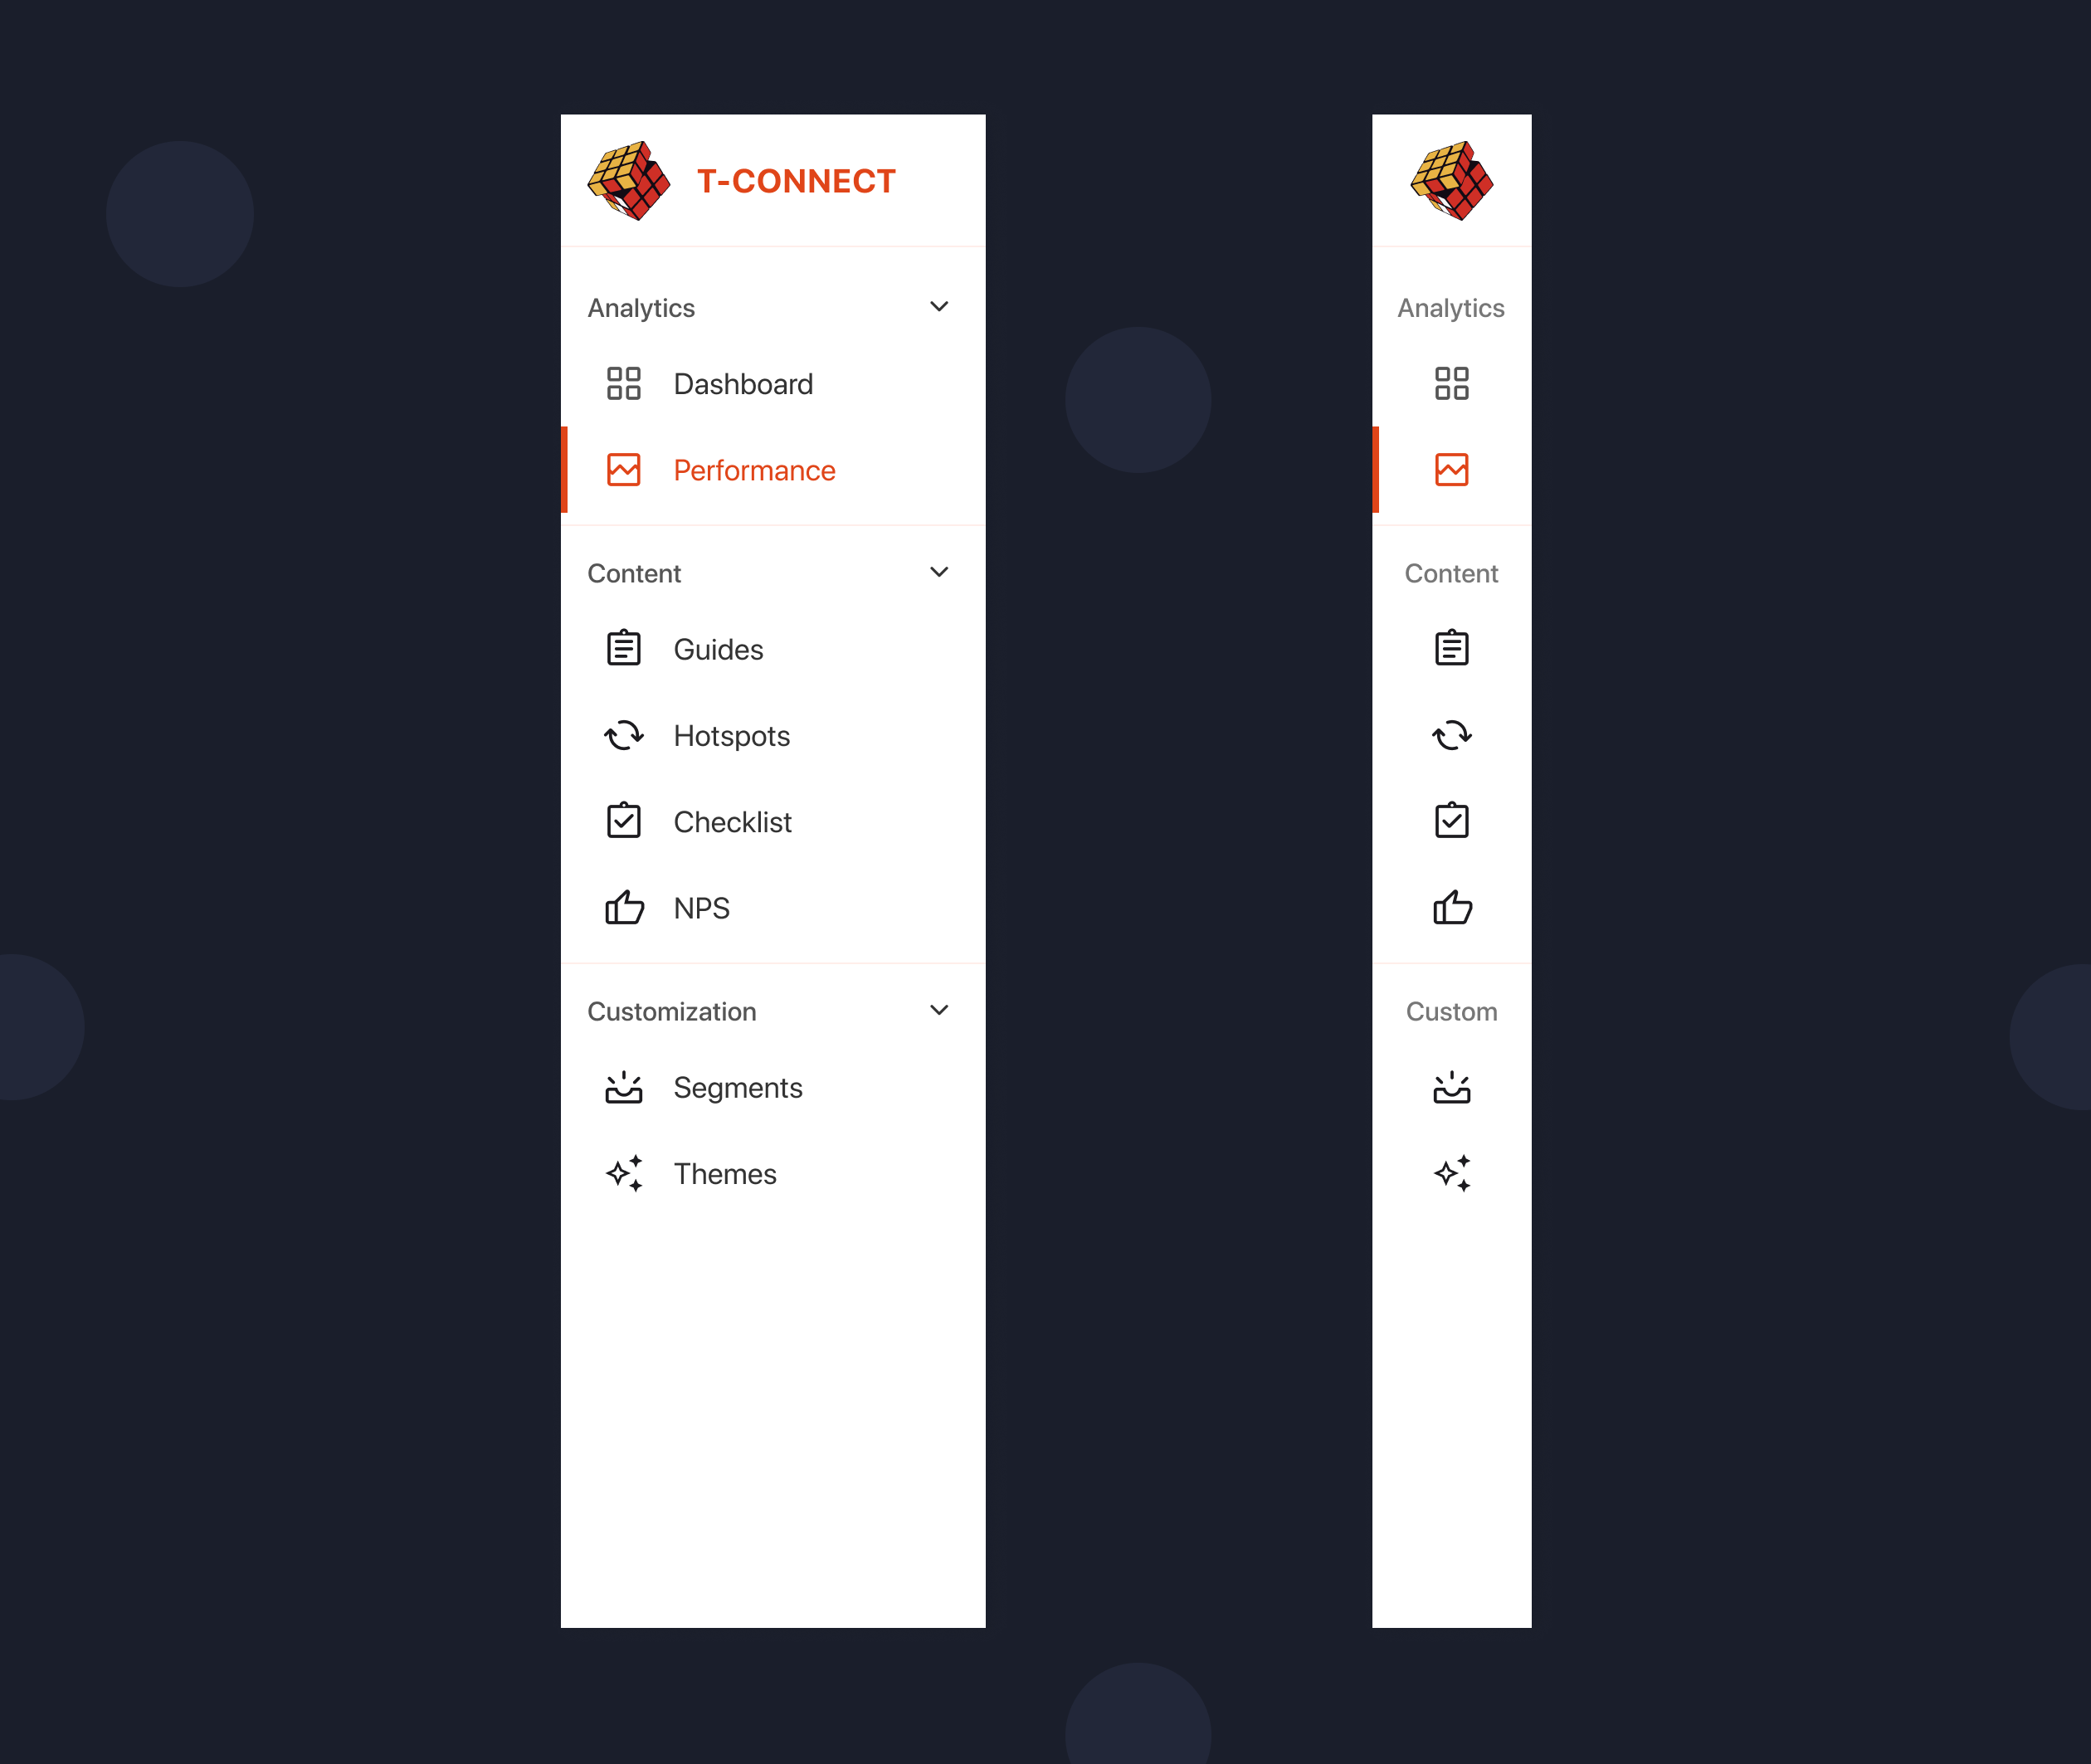 T-CONNECT
Analytics
Dashboard
Performance
Content
Guides
Hotspots
Checklist
NPS
Customization
Segments
Themes
Analytics
Content
Custom